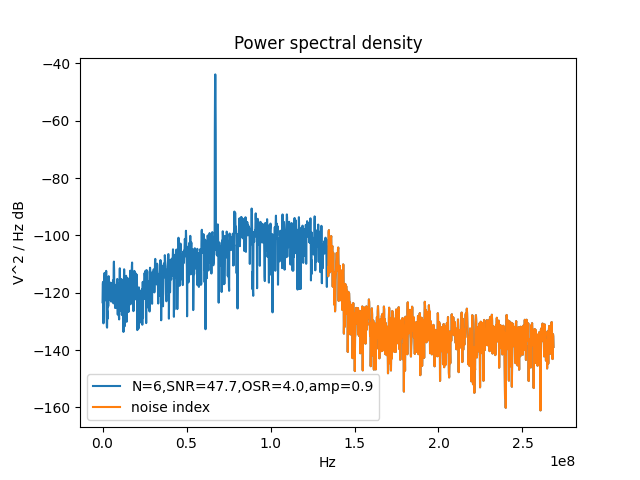 Power spectral density
V^2 / Hz dB
−40
−60
−80
−100
−120
−140
−160
N=6,SNR=47.7,OSR=4.0,amp=0.9
noise index
0.0 0.5 1.0 1.5 2.0 2.5
1e8
Hz